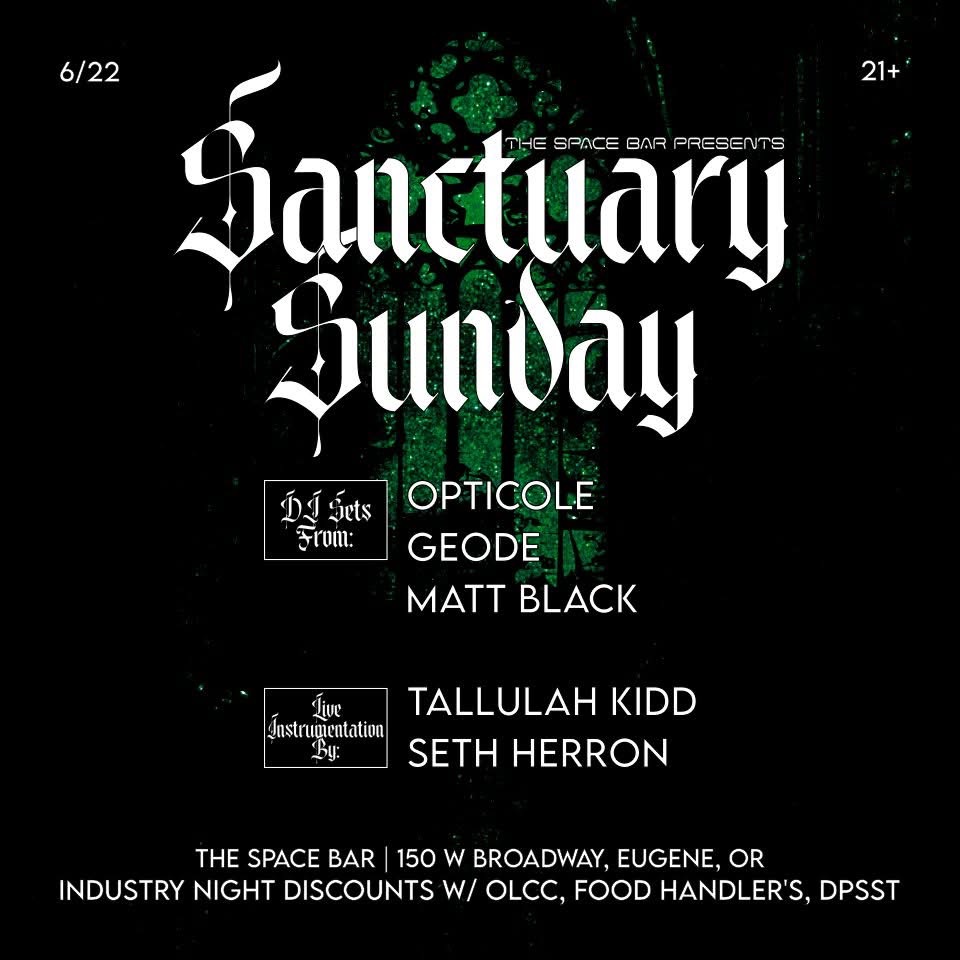 6/22
21+
THE SPACE BAR PRESENTS
Sanctuary
Sunday
DJ Sets
From:
OPTICOLE
GEODE
MATT BLACK
Live
Instrumentation
By:
TALLULAH KIDD
SETH HERRON
THE SPACE BAR | 150 W BROADWAY, EUGENE, OR
INDUSTRY NIGHT DISCOUNTS W/ OLCC, FOOD HANDLER'S, DPSST